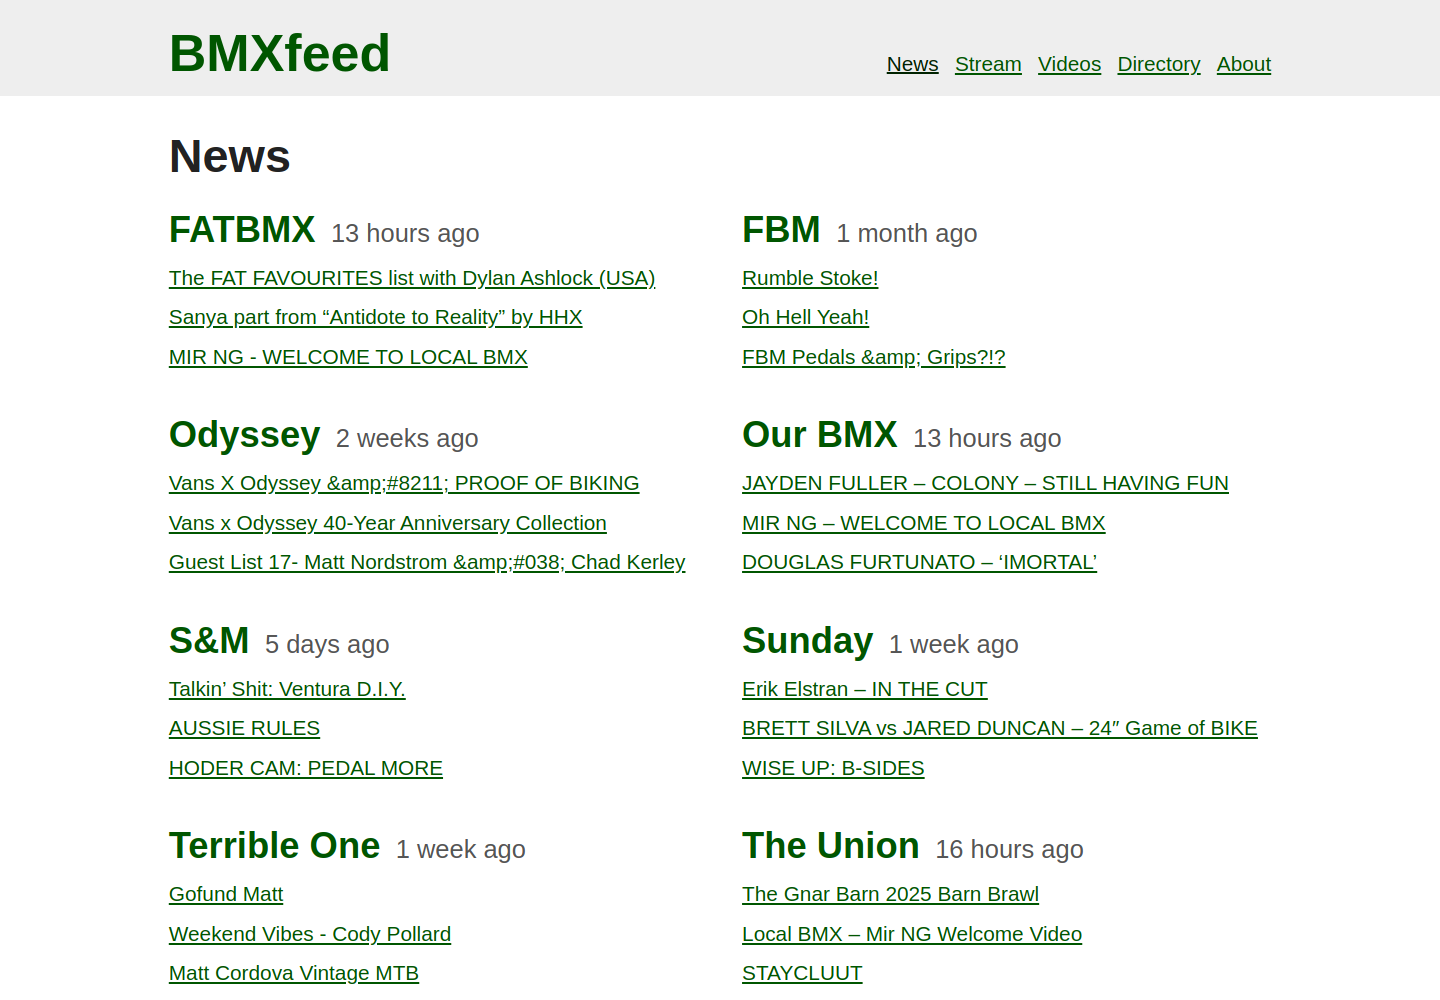 BMXfeed
News Stream Videos Directory About
News
FATBMX 13 hours ago
The FAT FAVOURITES list with Dylan Ashlock (USA)
Sanya part from “Antidote to Reality” by HHX
MIR NG - WELCOME TO LOCAL BMX
FBM 1 month ago
Rumble Stoke!
Oh Hell Yeah!
FBM Pedals &amp; Grips?!?
Odyssey 2 weeks ago
Vans X Odyssey &amp;#8211; PROOF OF BIKING
Vans x Odyssey 40-Year Anniversary Collection
Guest List 17- Matt Nordstrom &amp;#038; Chad Kerley
Our BMX 13 hours ago
JAYDEN FULLER – COLONY – STILL HAVING FUN
MIR NG – WELCOME TO LOCAL BMX
DOUGLAS FURTUNATO – ‘IMORTAL’
S&M 5 days ago
Talkin’ Shit: Ventura D.I.Y.
AUSSIE RULES
HODER CAM: PEDAL MORE
Sunday 1 week ago
Erik Elstran – IN THE CUT
BRETT SILVA vs JARED DUNCAN – 24″ Game of BIKE
WISE UP: B-SIDES
Terrible One 1 week ago
Gofund Matt
Weekend Vibes - Cody Pollard
Matt Cordova Vintage MTB
The Union 16 hours ago
The Gnar Barn 2025 Barn Brawl
Local BMX – Mir NG Welcome Video
STAYCLUUT